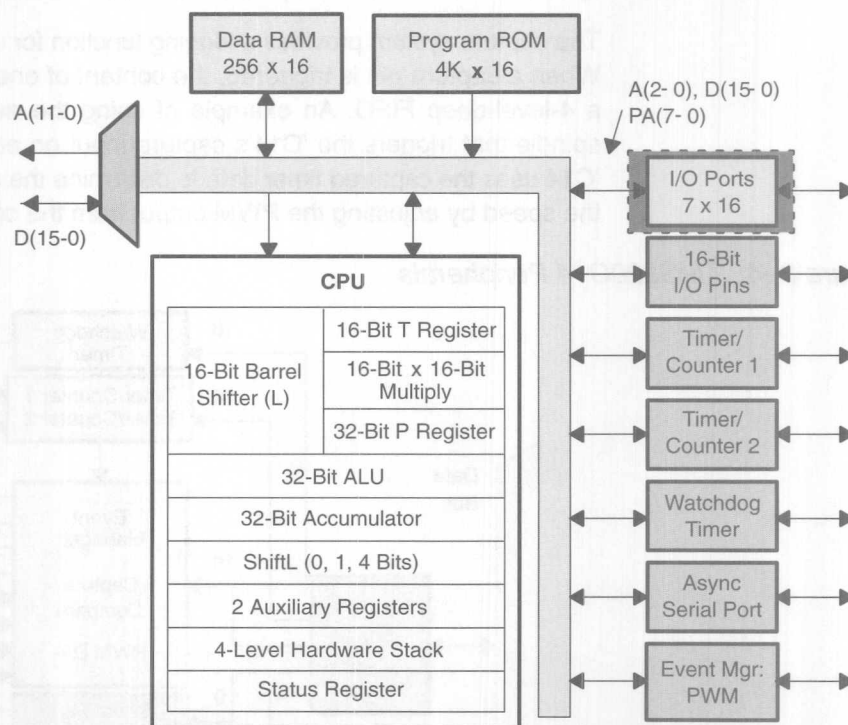 Data RAM
256 x 16
Program ROM
4K x 16
A(2- 0), D(15- 0)
PA(7- 0)
A(11-0)
D(15-0)
I/O Ports
7 x 16
CPU
16-Bit
I/O Pins
16-Bit T Register
16-Bit Barrel
Shifter (L)
16-Bit x 16-Bit
Multiply
32-Bit P Register
Timer/
Counter 1
Timer/
Counter 2
32-Bit ALU
32-Bit Accumulator
Watchdog
Timer
ShiftL (0, 1, 4 Bits)
2 Auxiliary Registers
Async
Serial Port
4-Level Hardware Stack
Status Register
Event Mgr:
PWM